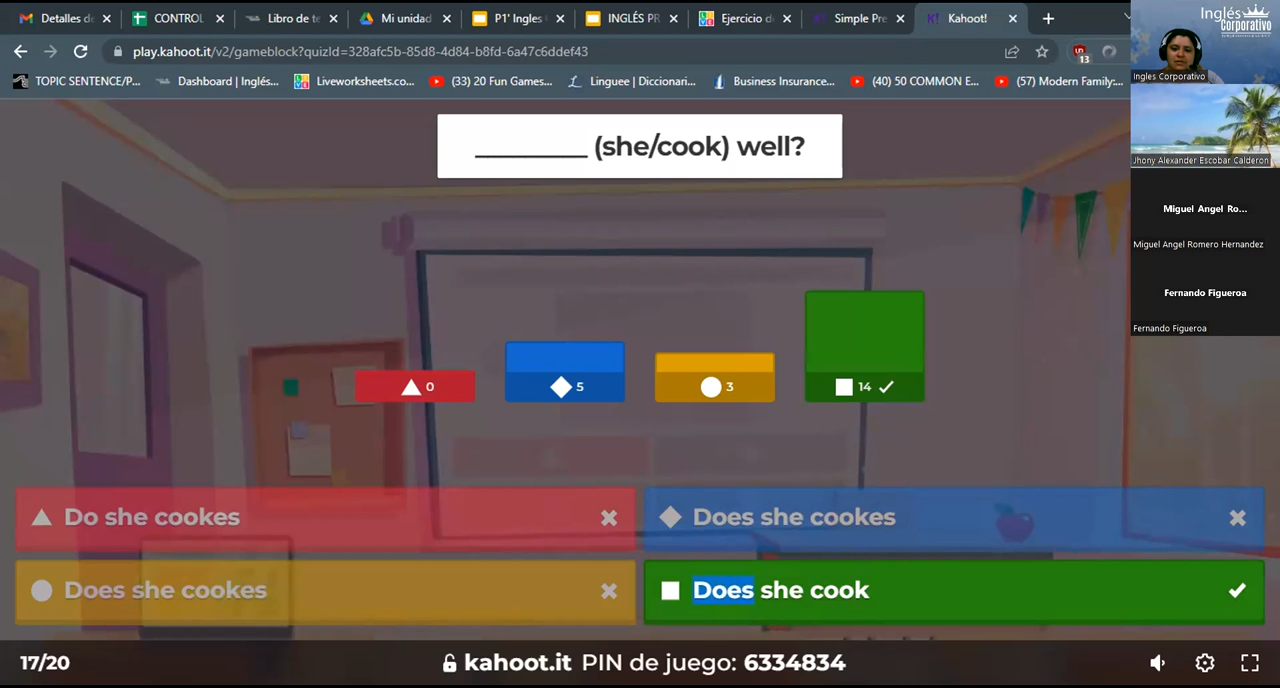 Detalles de
CONTROL
Libro de te
Mi unidad
P1' Ingles
INGLÉS PR
Ejercicio d
Simple Pre
Kahoot!
play.kahoot.it/v2/gameblock?quizId=328afc5b-85d8-4d84-b8fd-6a47c6ddef43
13
TOPIC SENTENCE/P...
Dashboard | Inglés...
Liveworksheets.co...
(33) 20 Fun Games...
Linguee | Diccionari...
Business Insurance...
(40) 50 COMMON E...
(57) Modern Family:...
Inglés
Corporativo
Ingles Corporativo
Jhony Alexander Escobar Calderon
Miguel Angel Ro...
Miguel Angel Romero Hernandez
Fernando Figueroa
Fernando Figueroa
_________ (she/cook) well?
0
5
3
14
Do she cookes
Does she cookes
Does she cookes
Does she cook
17/20
kahoot.it PIN de juego: 6334834